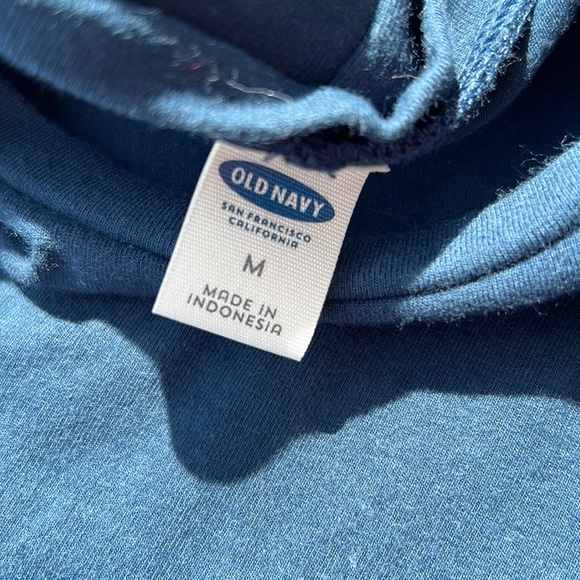 OLD NAVY
SAN FRANCISCO
CALIFORNIA
M
MADE IN
INDONESIA